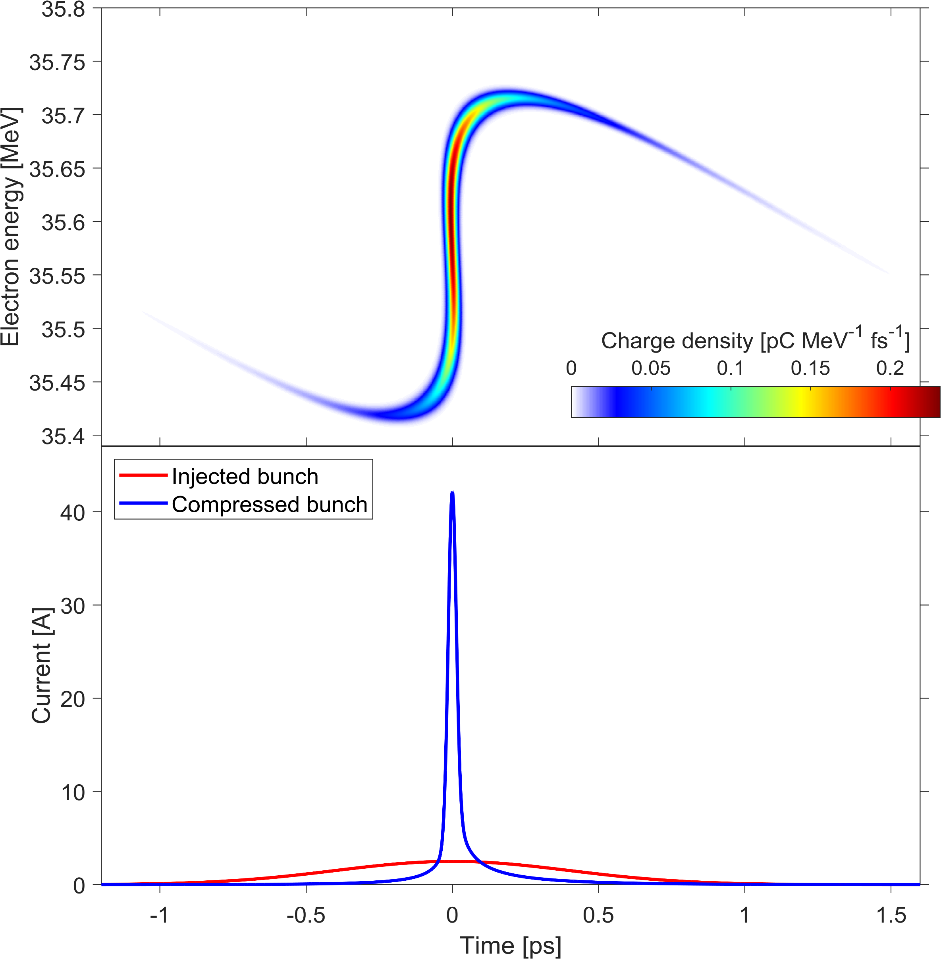 35.8
35.75
35.7
35.65
35.6
35.55
35.5
35.45
35.4
Electron energy [MeV]
Charge density [pC MeV-1 fs-1]
0 0.05 0.1 0.15 0.2
Injected bunch
Compressed bunch
40
30
20
10
0
Current [A]
-1 -0.5 0 0.5 1 1.5
Time [ps]